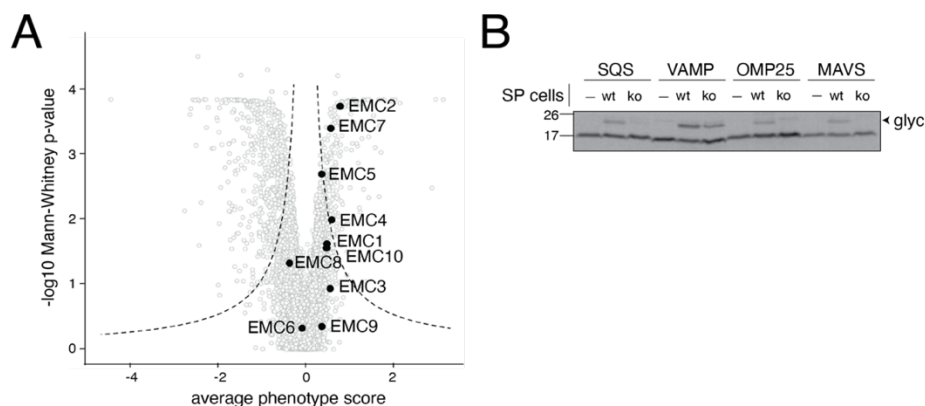 A
-log10 Mann-Whitney p-value
4
3
2
1
0
-4
-2
0
2
average phenotype score
EMC2
EMC7
EMC5
EMC4
EMC1
EMC10
EMC8
EMC3
EMC6
EMC9
B
SQS VAMP OMP25 MAVS
SP cells – wt ko – wt ko – wt ko – wt ko
26
17
glyc